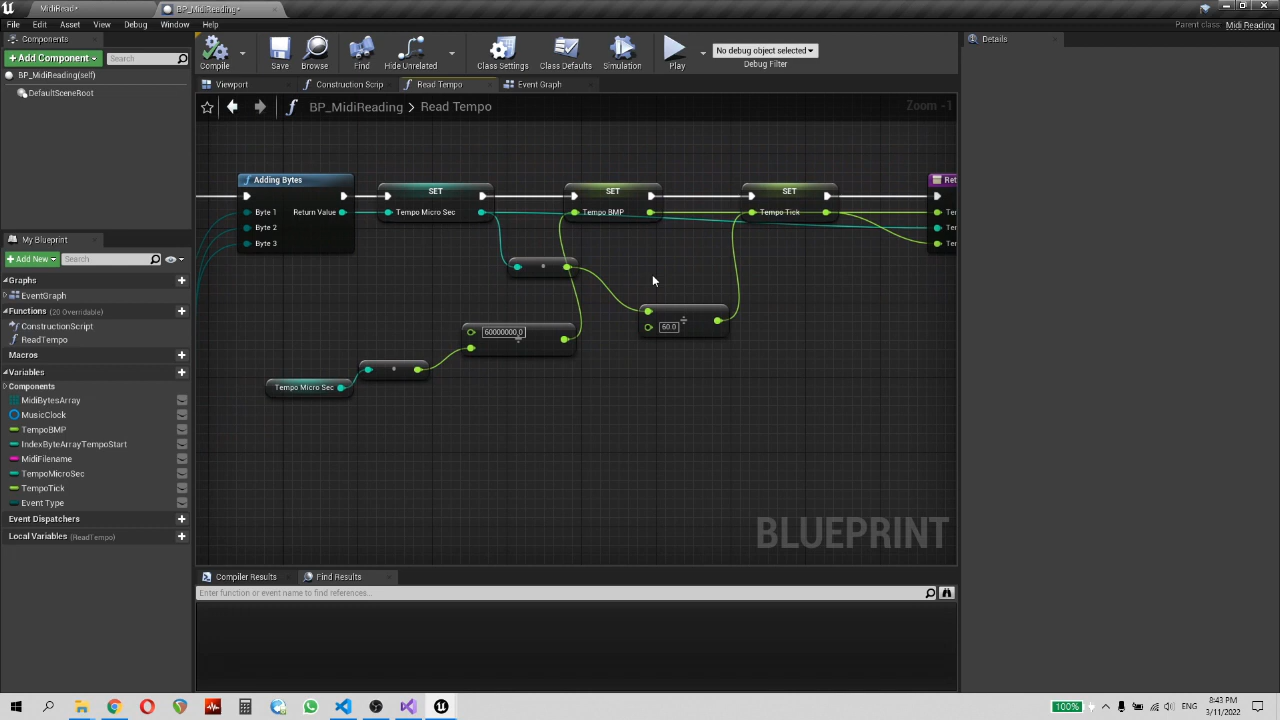 MidiRead*
BP_MidiReading*
File Edit Asset View Debug Window Help
Parent class: Midi Reading
Components
+ Add Component
Search
BP_MidiReading(self)
DefaultSceneRoot
Compile
Save
Browse
Find
Hide Unrelated
Class Settings
Class Defaults
Simulation
Play
No debug object selected
Debug Filter
Details
Viewport
Construction Scrip
Read Tempo
Event Graph
BP_MidiReading > Read Tempo
Zoom -1
Adding Bytes
Byte 1 Return Value
Byte 2
Byte 3
SET
Tempo Micro Sec
SET
Tempo BMP
SET
Tempo Tick
Ret
Ter
Ter
Ter
60000000.0
60.0
Tempo Micro Sec
BLUEPRINT
My Blueprint
+ Add New
Search
Graphs
EventGraph
Functions (20 Overridable)
ConstructionScript
ReadTempo
Macros
Variables
Components
MidiBytesArray
MusicClock
TempoBMP
IndexByteArrayTempoStart
MidiFilename
TempoMicroSec
TempoTick
Event Type
Event Dispatchers
Local Variables (ReadTempo)
Compiler Results
Find Results
Enter function or event name to find references...
100%
ENG
8:43 PM
3/11/2022